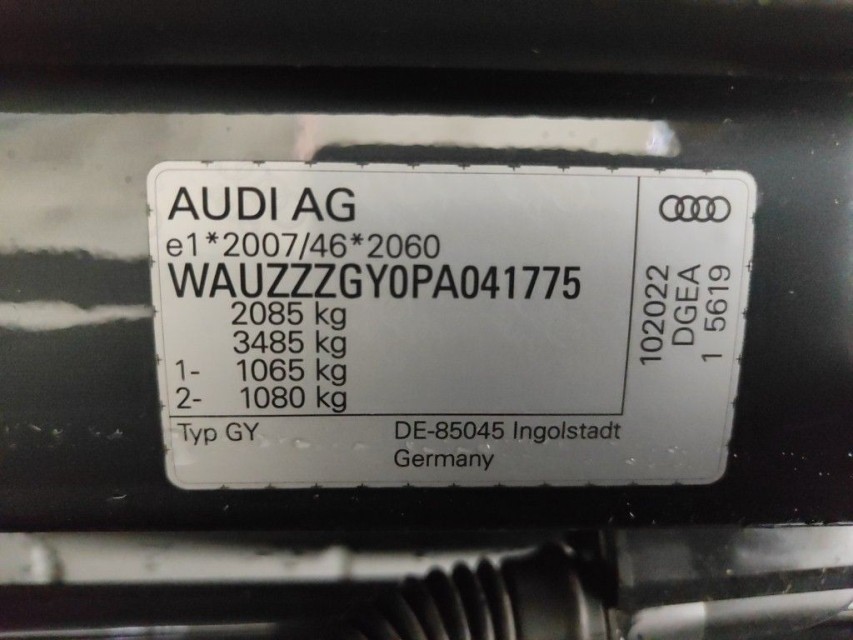 AUDI AG
e1*2007/46*2060
WAUZZZGY0PA041775
2085 kg
3485 kg
1- 1065 kg
2- 1080 kg
Typ GY
DE-85045 Ingolstadt
Germany
102022
DGEA
1 5619